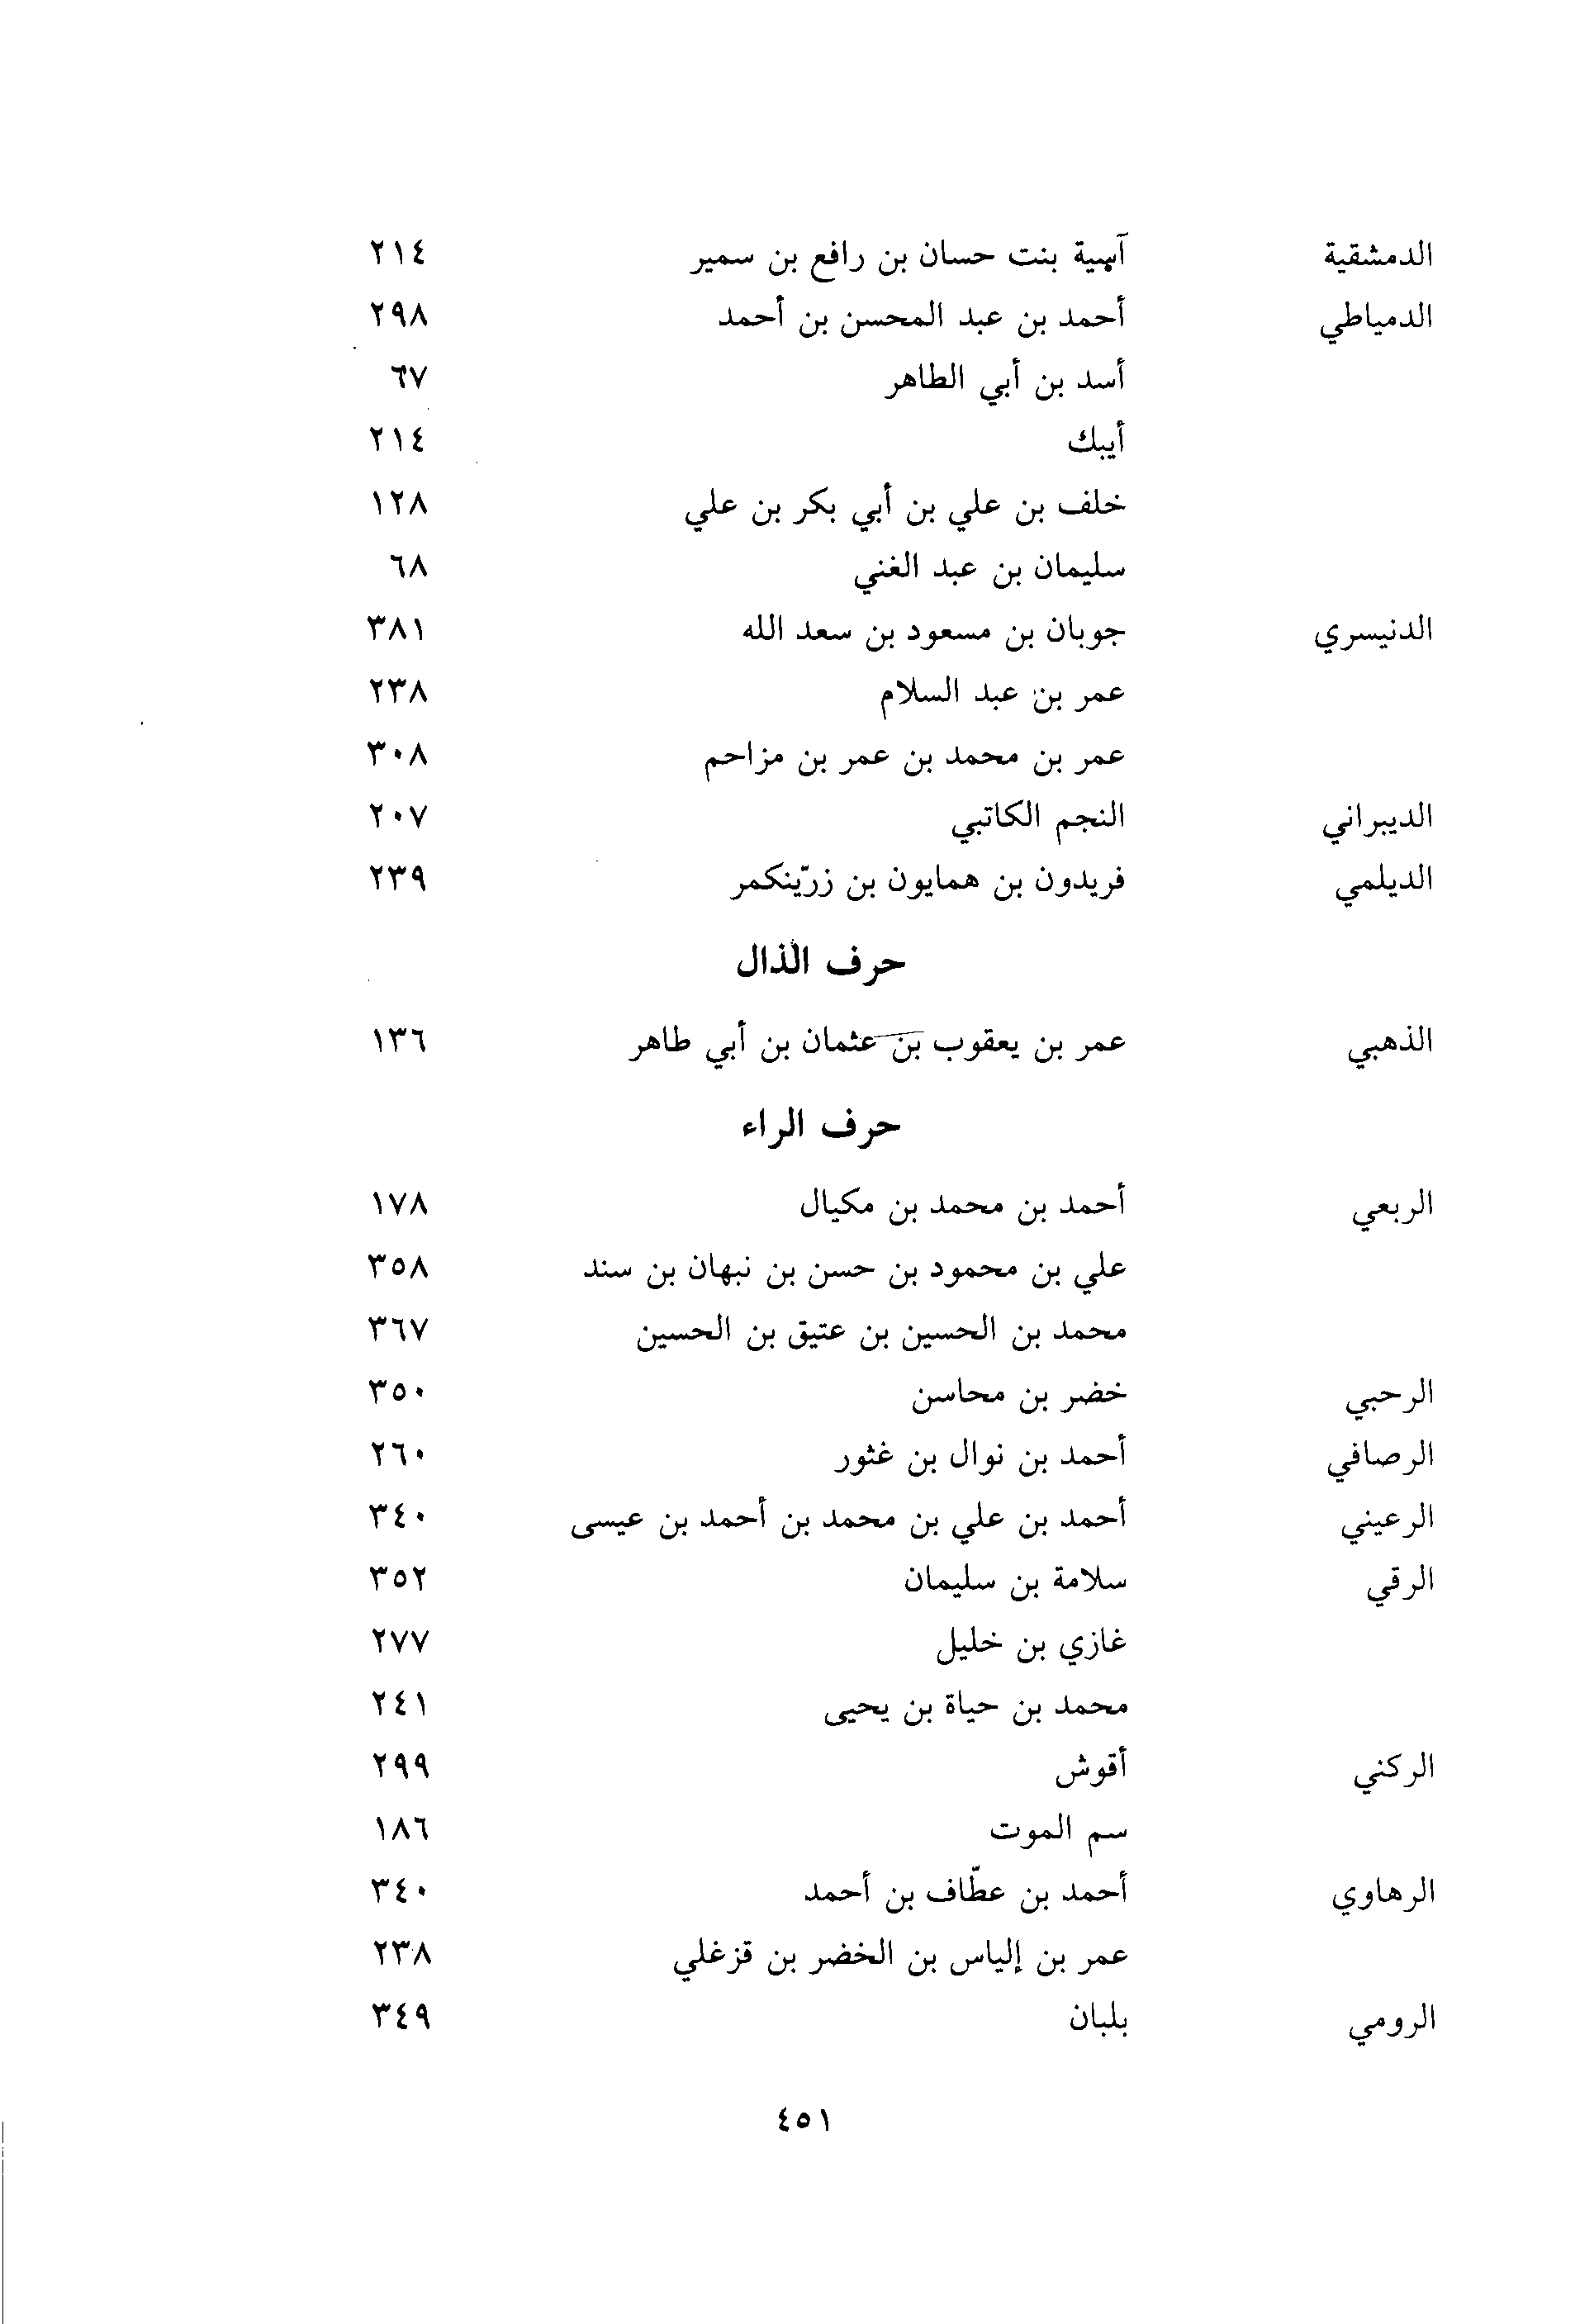 الدمشقية آسية بنت حسان بن رافع بن سمير ٢١٤
الدمياطي أحمد بن عبد المحسن بن أحمد ٢٩٨
أسد بن أبي الطاهر ٦٧
أيبك ٢١٤
خلف بن علي بن أبي بكر بن علي ١٢٨
سليمان بن عبد الغني ٦٨
الدنيسري جوبان بن مسعود بن سعد الله ٣٨١
عمر بن عبد السلام ٢٣٨
عمر بن محمد بن عمر بن مزاحم ٣٠٨
الديبراني النجم الكاتبي ٢٠٧
الديلمي فريدون بن همايون بن زرّينكمر ٢٣٩
حرف الذال
الذهبي عمر بن يعقوب بن عثمان بن أبي طاهر ١٣٦
حرف الراء
الربعي أحمد بن محمد بن مكيال ١٧٨
علي بن محمود بن حسن بن نبهان بن سند ٣٥٨
محمد بن الحسين بن عتيق بن الحسين ٣٦٧
الرحبي خضر بن محاسن ٣٥٠
الرصافي أحمد بن نوال بن غثور ٢٦٠
الرعيني أحمد بن علي بن محمد بن أحمد بن عيسى ٣٤٠
الرقي سلامة بن سليمان ٣٥٢
غازي بن خليل ٢٧٧
محمد بن حياة بن يحيى ٢٤١
الركني أقوش ٢٩٩
سم الموت ١٨٦
الرهاوي أحمد بن عطّاف بن أحمد ٣٤٠
عمر بن إلياس بن الخضر بن قزغلي ٢٣٨
الرومي بلبان ٣٤٩
٤٥١